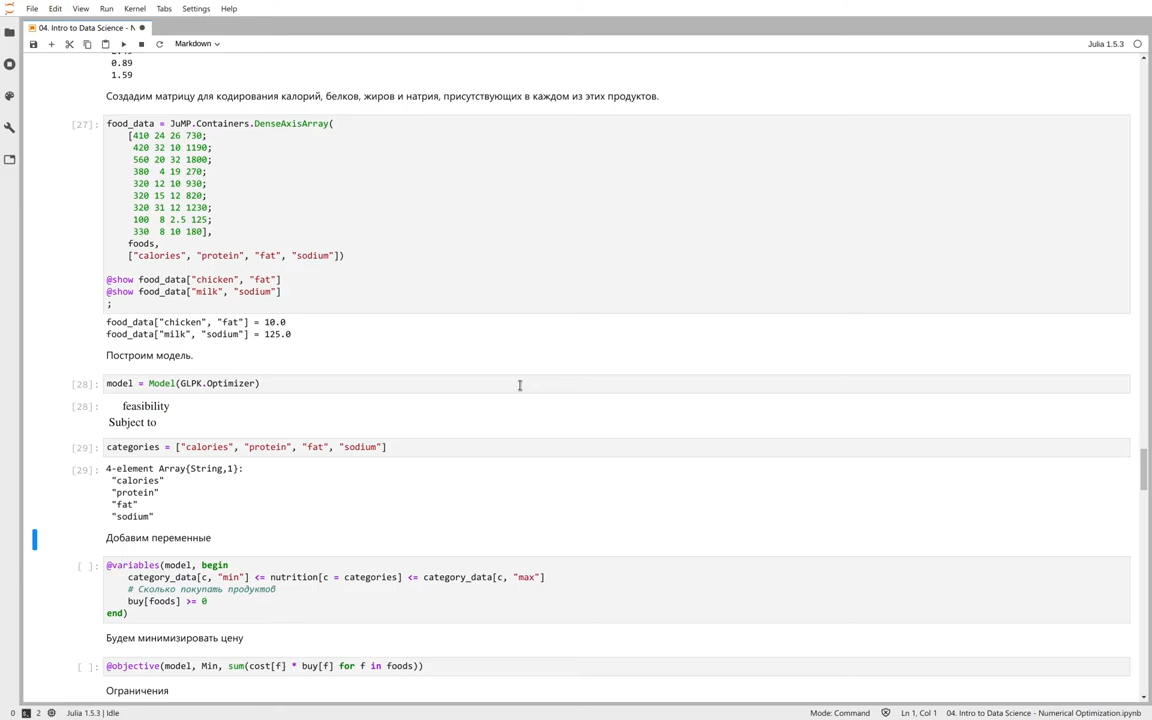 File Edit View Run Kernel Tabs Settings Help
04. Intro to Data Science - N
Markdown
Julia 1.5.3
0.89
1.59
Создадим матрицу для кодирования калорий, белков, жиров и натрия, присутствующих в каждом из этих продуктов.
[27]: food_data = JuMP.Containers.DenseAxisArray(
[410 24 26 730;
420 32 10 1190;
560 20 32 1800;
380 4 19 270;
320 12 10 930;
320 15 12 820;
320 31 12 1230;
100 8 2.5 125;
330 8 10 180],
foods,
["calories", "protein", "fat", "sodium"])
@show food_data["chicken", "fat"]
@show food_data["milk", "sodium"]
;
food_data["chicken", "fat"] = 10.0
food_data["milk", "sodium"] = 125.0
Построим модель.
[28]: model = Model(GLPK.Optimizer)
[28]: feasibility
Subject to
[29]: categories = ["calories", "protein", "fat", "sodium"]
[29]: 4-element Array{String,1}:
"calories"
"protein"
"fat"
"sodium"
Добавим переменные
[ ]: @variables(model, begin
category_data[c, "min"] <= nutrition[c = categories] <= category_data[c, "max"]
# Сколько покупать продуктов
buy[foods] >= 0
end)
Будем минимизировать цену
[ ]: @objective(model, Min, sum(cost[f] * buy[f] for f in foods))
Ограничения
0 2 Julia 1.5.3 | Idle Mode: Command Ln 1, Col 1 04. Intro to Data Science - Numerical Optimization.ipynb